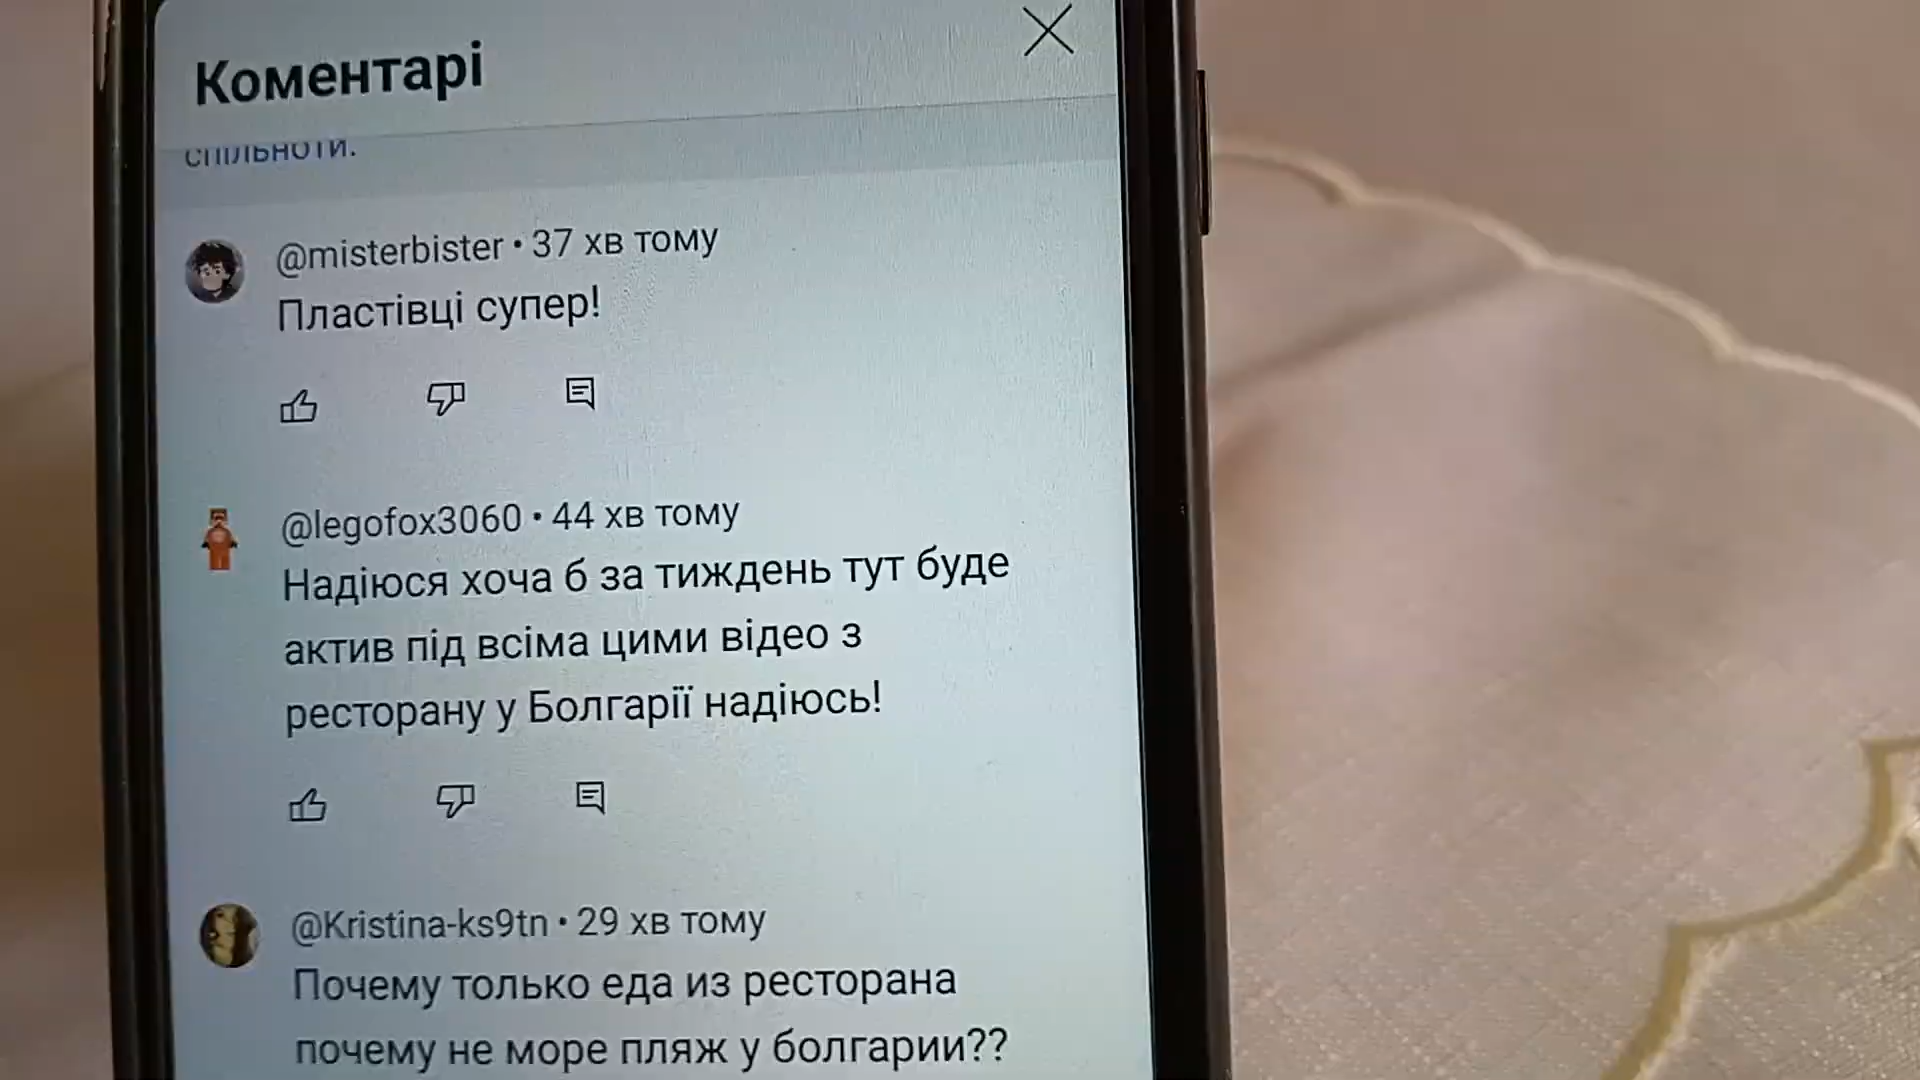 Коментарі
спільноти.
@misterbister • 37 хв тому
Пластівці супер!
@legofox3060 • 44 хв тому
Надіюся хоча б за тиждень тут буде
актив під всіма цими відео з
ресторану у Болгарії надіюсь!
@Kristina-ks9tn • 29 хв тому
Почему только еда из ресторана
почему не море пляж у болгарии??